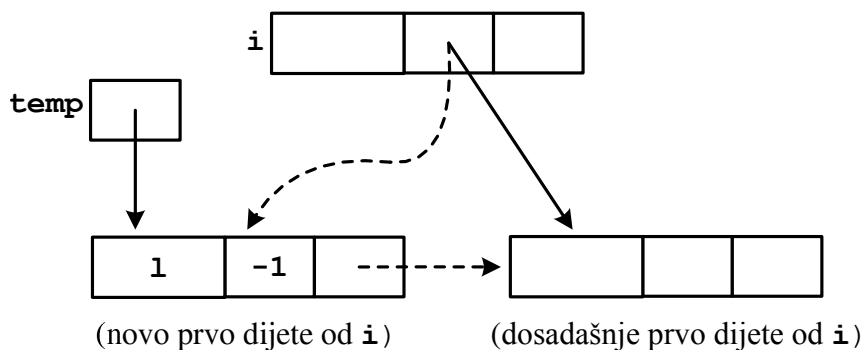 i
temp
l -1
(novo prvo dijete od i) (dosadašnje prvo dijete od i)